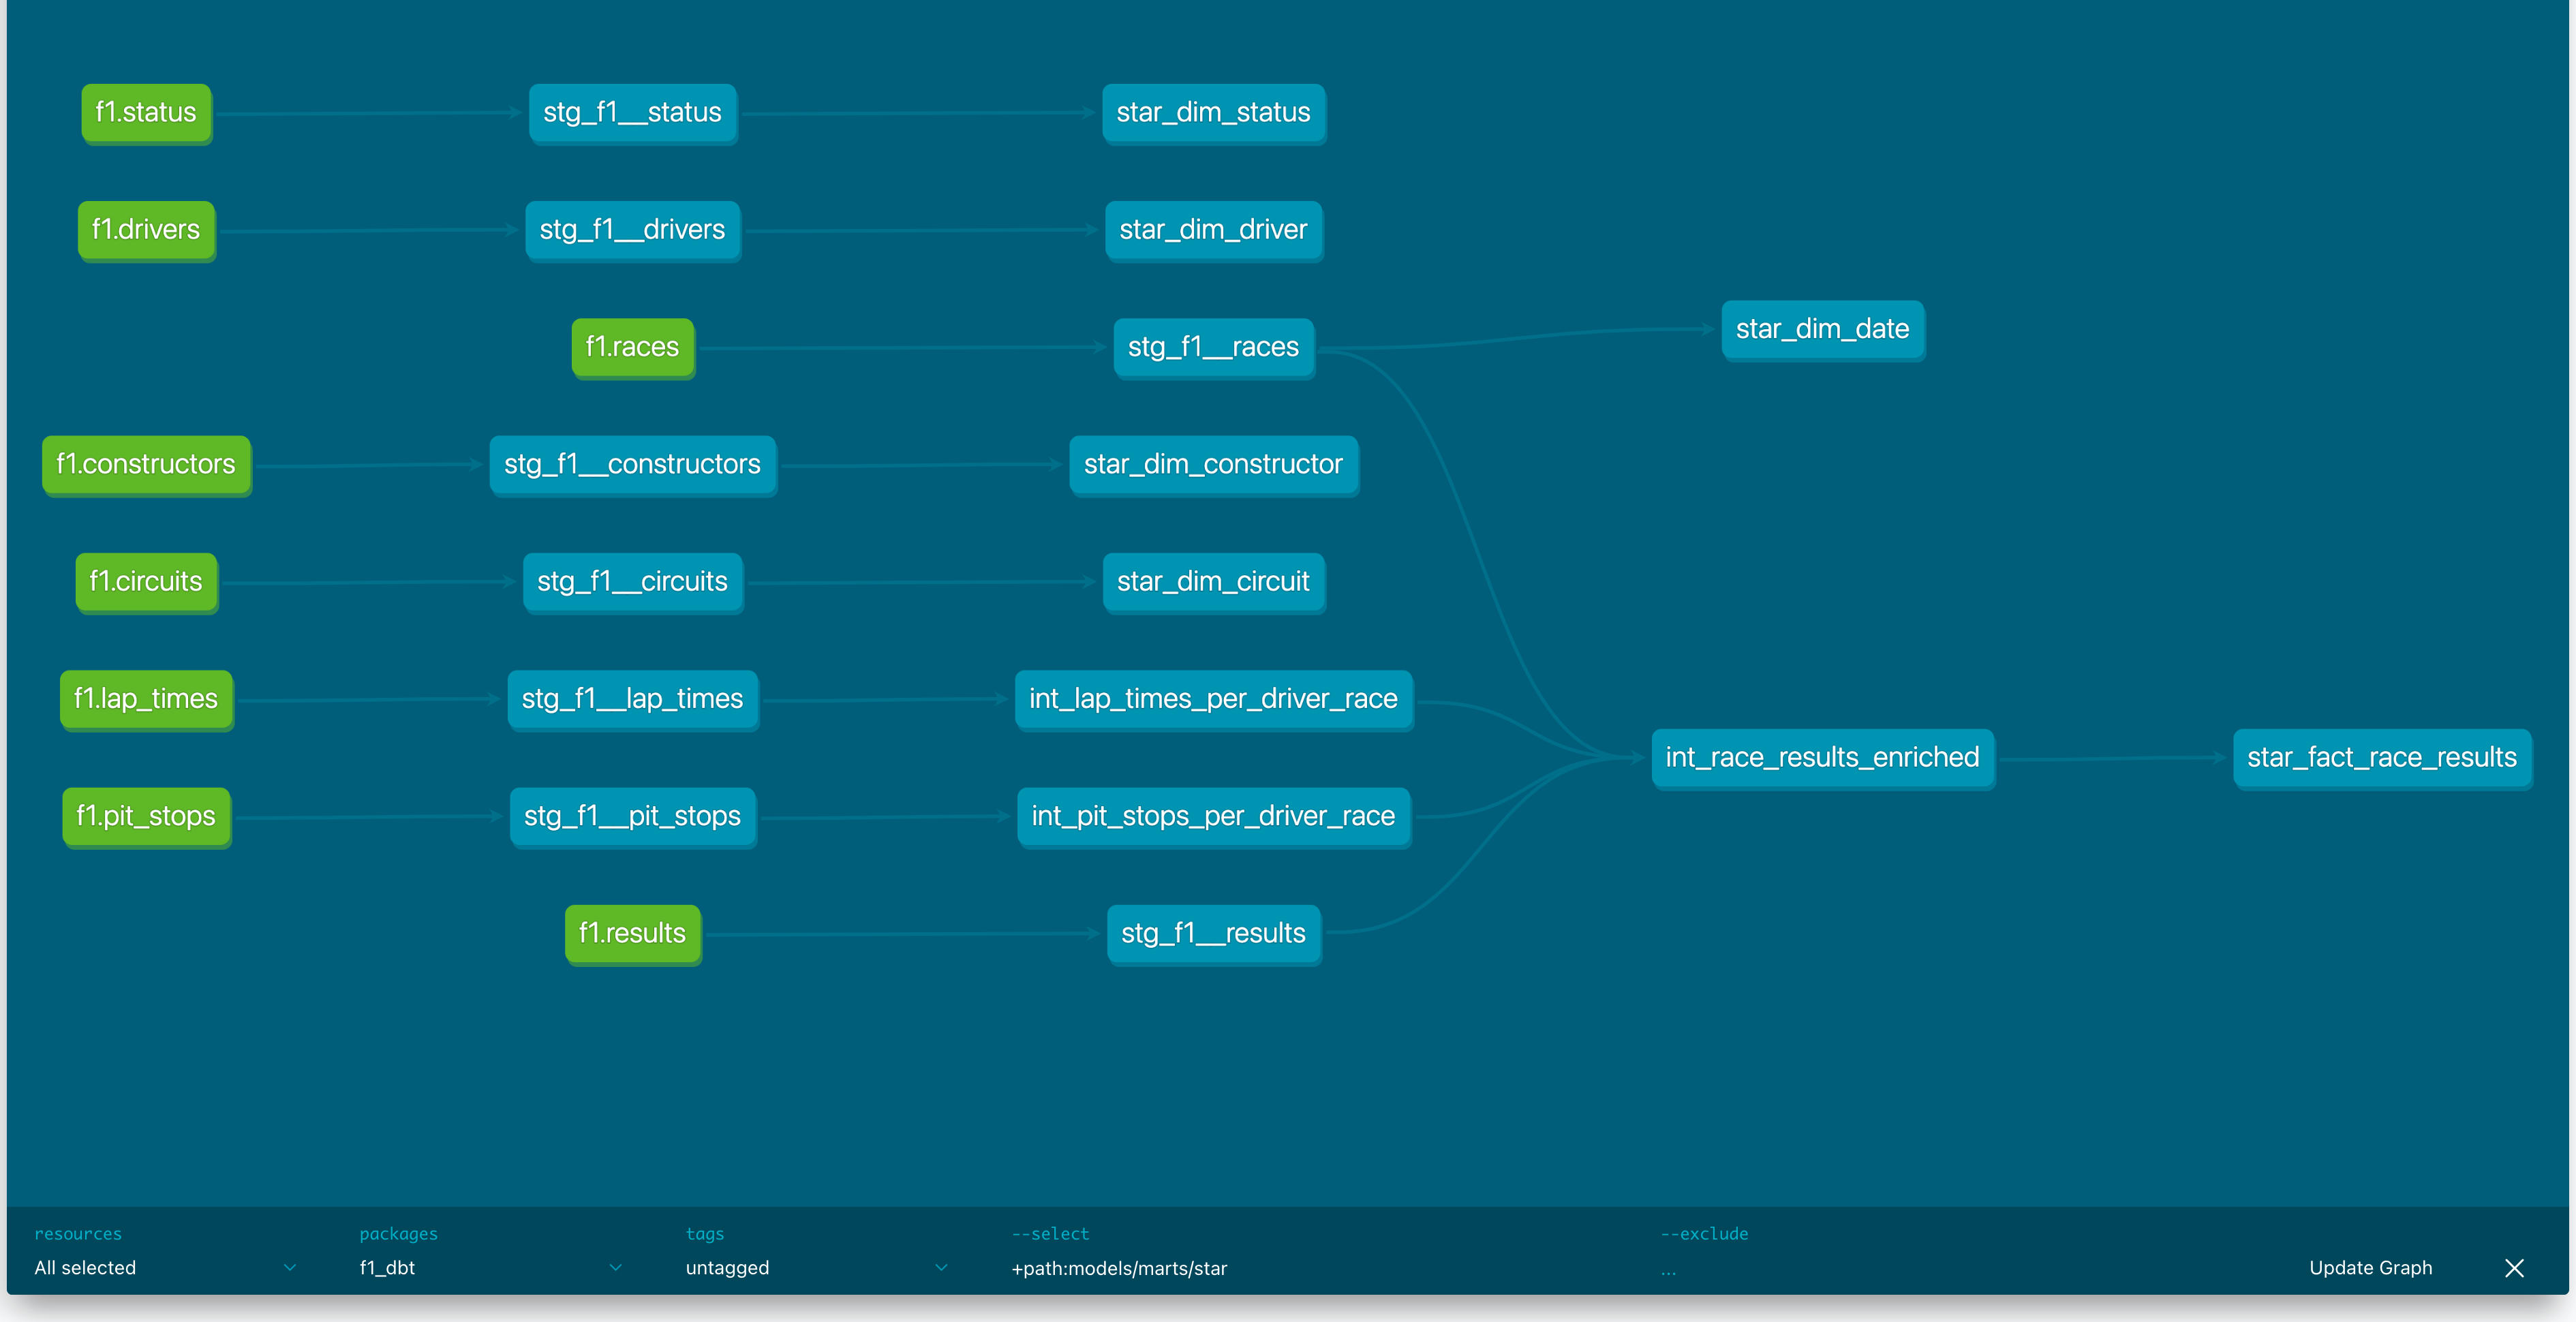 f1.status
stg_f1__status
star_dim_status
f1.drivers
stg_f1__drivers
star_dim_driver
f1.races
stg_f1__races
star_dim_date
f1.constructors
stg_f1__constructors
star_dim_constructor
f1.circuits
stg_f1__circuits
star_dim_circuit
f1.lap_times
stg_f1__lap_times
int_lap_times_per_driver_race
int_race_results_enriched
star_fact_race_results
f1.pit_stops
stg_f1__pit_stops
int_pit_stops_per_driver_race
f1.results
stg_f1__results
resources
All selected
packages
f1_dbt
tags
untagged
--select
+path:models/marts/star
--exclude
...
Update Graph